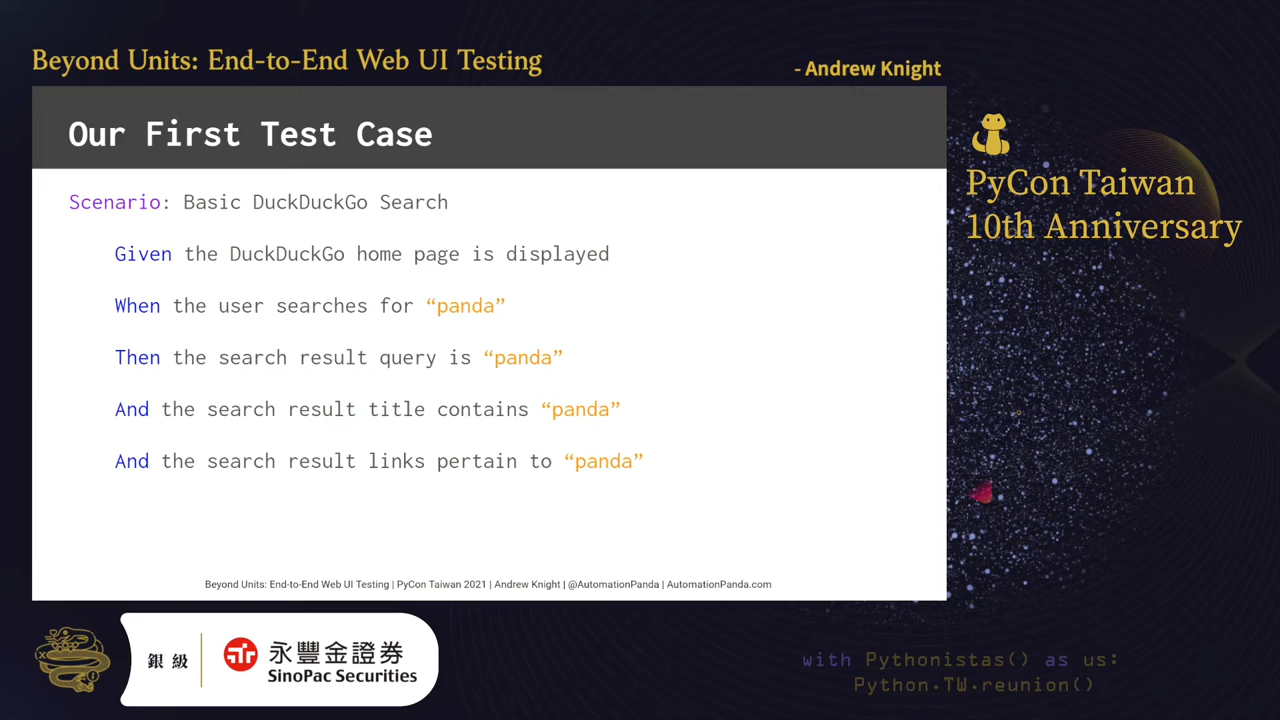 Beyond Units: End-to-End Web UI Testing
- Andrew Knight
Our First Test Case
Scenario: Basic DuckDuckGo Search
Given the DuckDuckGo home page is displayed
When the user searches for “panda”
Then the search result query is “panda”
And the search result title contains “panda”
And the search result links pertain to “panda”
Beyond Units: End-to-End Web UI Testing | PyCon Taiwan 2021 | Andrew Knight | @AutomationPanda | AutomationPanda.com
PyCon Taiwan
10th Anniversary
銀級
永豐金證券
SinoPac Securities
with Pythonistas() as us:
Python.TW.reunion()